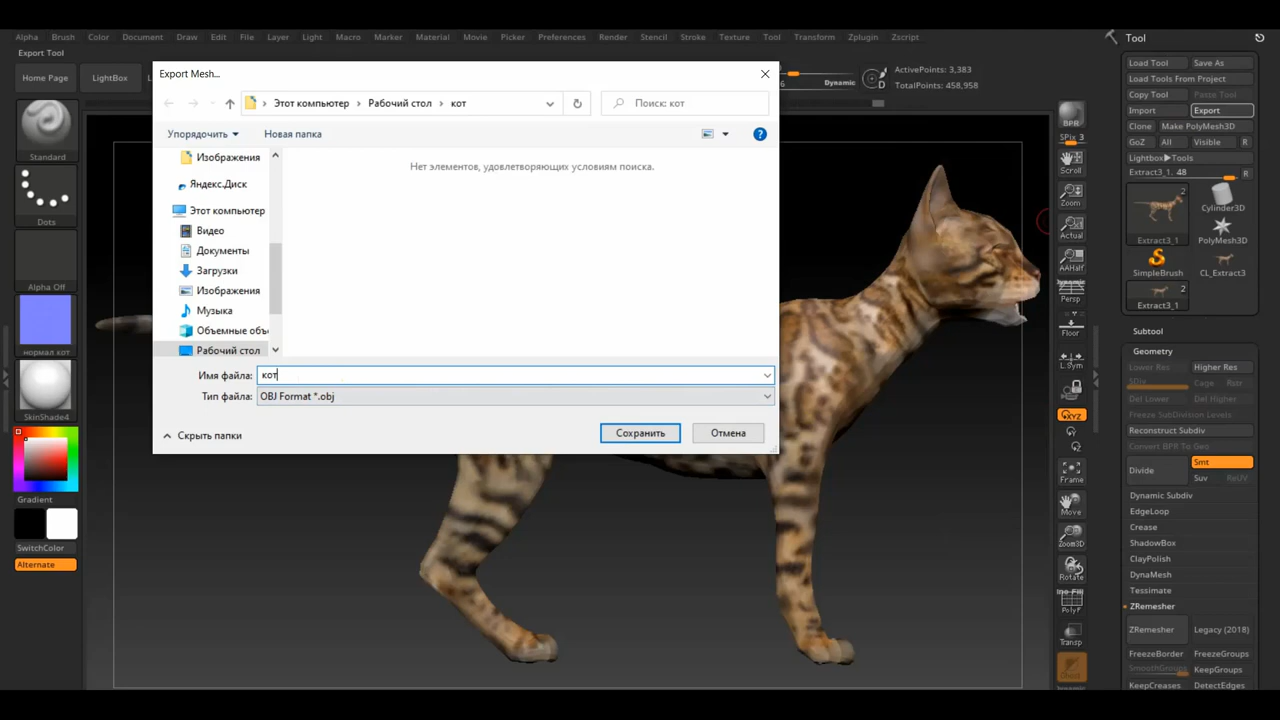 Alpha Brush Color Document Draw Edit File Layer Light Macro Marker Material Movie Picker Preferences Render Stencil Stroke Texture Tool Transform Zplugin Zscript
Export Tool
Home Page
LightBox
Export Mesh...
Этот компьютер > Рабочий стол > кот
Поиск: кот
Упорядочить
Новая папка
Изображения
Яндекс.Диск
Этот компьютер
Видео
Документы
Загрузки
Изображения
Музыка
Объемные объ
Рабочий стол
Нет элементов, удовлетворяющих условиям поиска.
Имя файла: кот
Тип файла: OBJ Format *.obj
Скрыть папки
Сохранить
Отмена
Dynamic
ActivePoints: 3,383
TotalPoints: 458,958
Standard
Dots
Alpha Off
нормал кот
SkinShade4
Gradient
SwitchColor
Alternate
BPR
SPix 3
Scroll
Zoom
Actual
AAHalf
Dynamic
Persp
Floor
L.Sym
XYZ
Frame
Move
Zoom3D
Rotate
PolyF
Transp
Tool
Load Tool Save As
Load Tools From Project
Copy Tool Paste Tool
Import Export
Clone Make PolyMesh3D
GoZ All Visible R
Lightbox▶Tools
Extract3_1. 48 R
2
Extract3_1
Cylinder3D
PolyMesh3D
SimpleBrush
CL_Extract3
2
Extract3_1
Subtool
Geometry
Lower Res Higher Res
SDiv Cage Rstr
Del Lower Del Higher
Freeze SubDivision Levels
Reconstruct Subdiv
Convert BPR To Geo
Divide
Smt
Suv ReUV
Dynamic Subdiv
EdgeLoop
Crease
ShadowBox
ClayPolish
DynaMesh
Tessimate
ZRemesher
ZRemesher Legacy (2018)
FreezeBorder FreezeGroups
SmoothGroups KeepGroups
KeepCreases DetectEdges